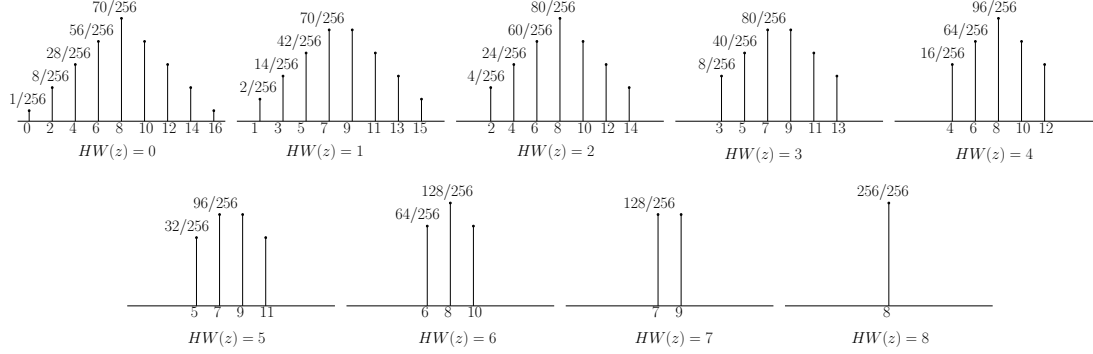 1/256 8/256 28/256 56/256 70/256
0 2 4 6 8 10 12 14 16
HW(z) = 0
2/256 14/256 42/256 70/256
1 3 5 7 9 11 13 15
HW(z) = 1
4/256 24/256 60/256 80/256
2 4 6 8 10 12 14
HW(z) = 2
8/256 40/256 80/256
3 5 7 9 11 13
HW(z) = 3
16/256 64/256 96/256
4 6 8 10 12
HW(z) = 4
32/256 96/256
5 7 9 11
HW(z) = 5
64/256 128/256
6 8 10
HW(z) = 6
128/256
7 9
HW(z) = 7
256/256
8
HW(z) = 8